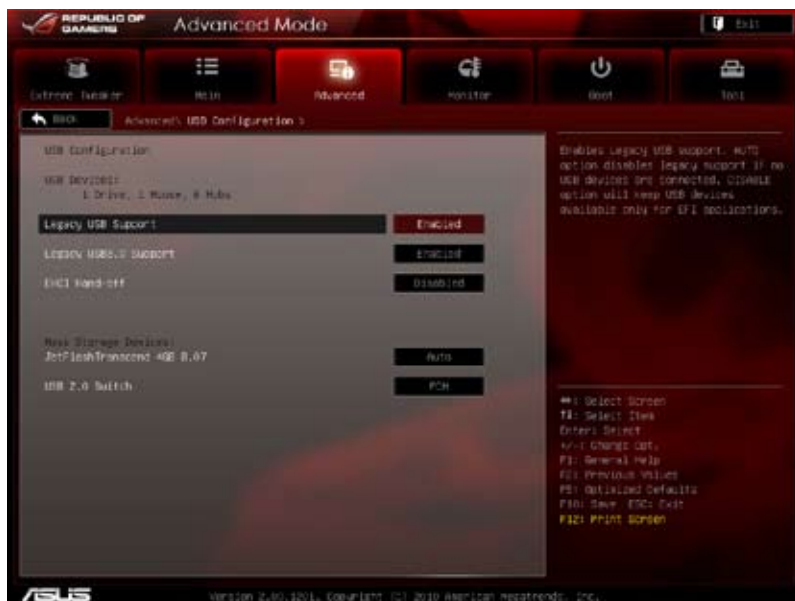 REPUBLIC OF GAMERS
Advanced Mode
Exit
Extreme Tweaker
Main
Advanced
Monitor
Boot
Tool
Back
Advanced\ USB Configuration >
USB Configuration
USB Devices:
1 Drive, 1 Mouse, Hubs
Legacy USB Support
Enabled
Legacy USB3.0 Support
Enabled
EHCI Hand-off
Disabled
Mass Storage Devices:
JetFlashTranscend 4GB 8.07
Auto
USB 2.0 Switch
PCH
Enables Legacy USB support. AUTO
option disables legacy support if no
USB devices are connected, DISABLE
option will keep USB devices
available only for EFI applications.
↔: Select Screen
↑↓: Select Item
Enter: Select
+/-: Change Opt.
F1: General Help
F2: Previous Values
F5: Optimized Defaults
F10: Save ESC: Exit
F12: Print Screen
ASUS
Version 2.00.1201. Copyright (C) 2010 American Megatrends, Inc.